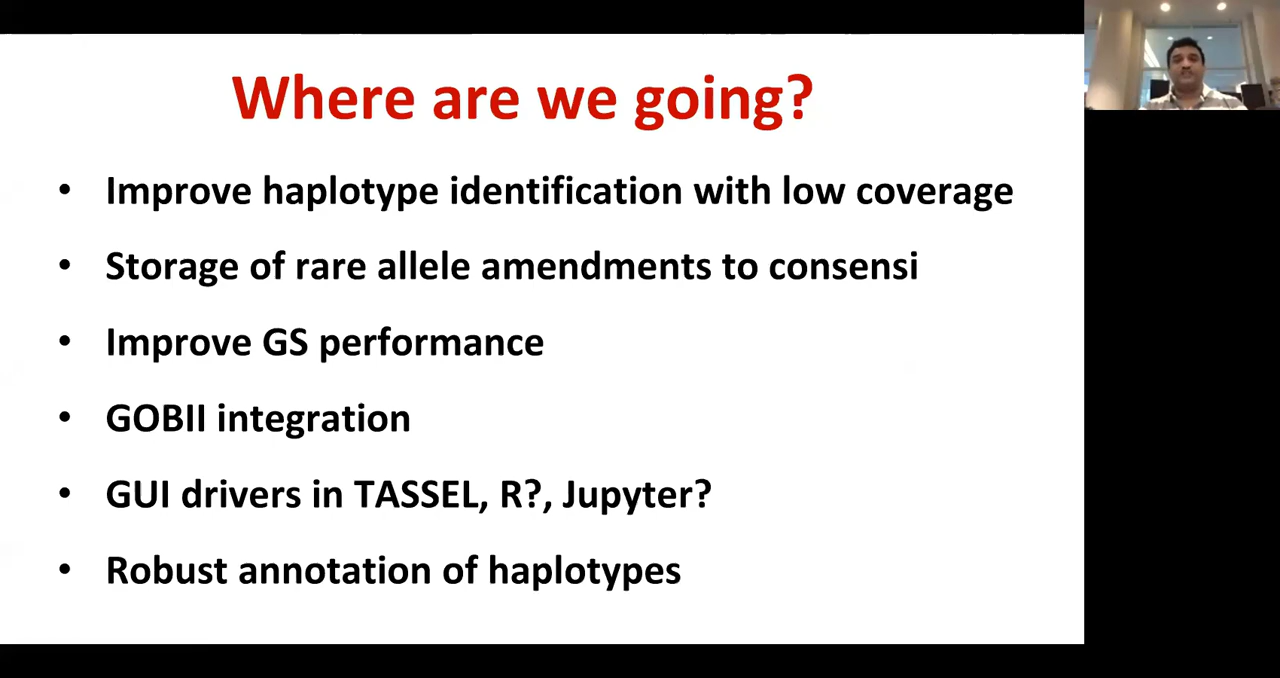 Where are we going?
• Improve haplotype identification with low coverage
• Storage of rare allele amendments to consensi
• Improve GS performance
• GOBII integration
• GUI drivers in TASSEL, R?, Jupyter?
• Robust annotation of haplotypes